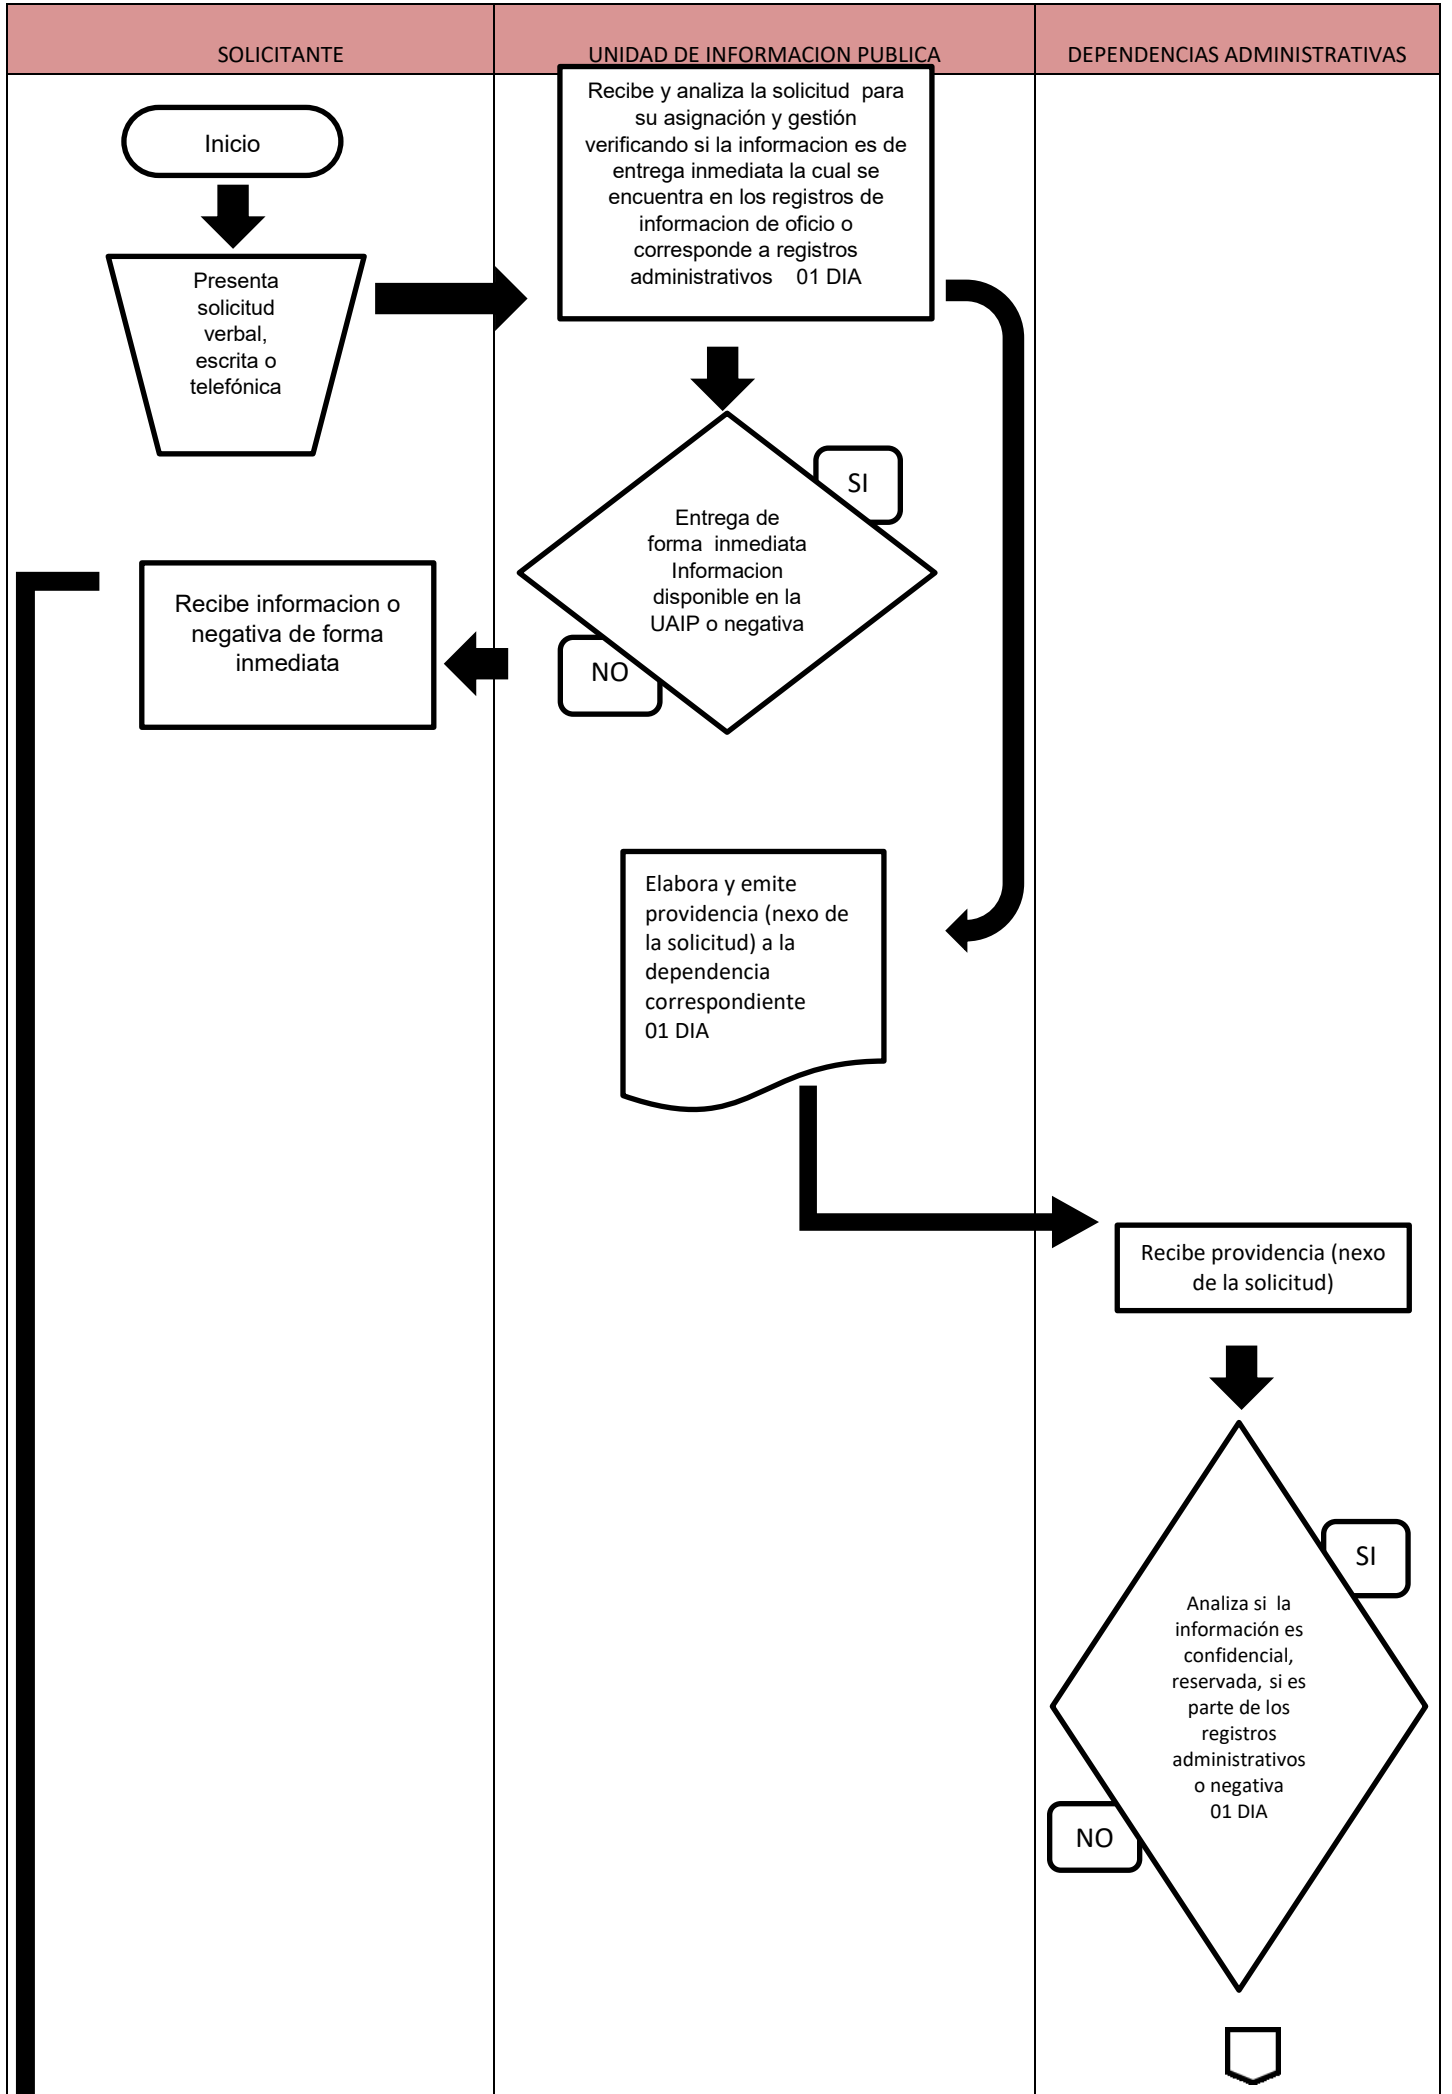 SOLICITANTE
UNIDAD DE INFORMACION PUBLICA
DEPENDENCIAS ADMINISTRATIVAS
Inicio
Presenta
solicitud
verbal,
escrita o
telefónica
Recibe y analiza la solicitud para
su asignación y gestión
verificando si la informacion es de
entrega inmediata la cual se
encuentra en los registros de
informacion de oficio o
corresponde a registros
administrativos 01 DIA
SI
Entrega de
forma inmediata
Informacion
disponible en la
UAIP o negativa
NO
Recibe informacion o
negativa de forma
inmediata
Elabora y emite
providencia (nexo de
la solicitud) a la
dependencia
correspondiente
01 DIA
Recibe providencia (nexo
de la solicitud)
SI
Analiza si la
información es
confidencial,
reservada, si es
parte de los
registros
administrativos
o negativa
01 DIA
NO